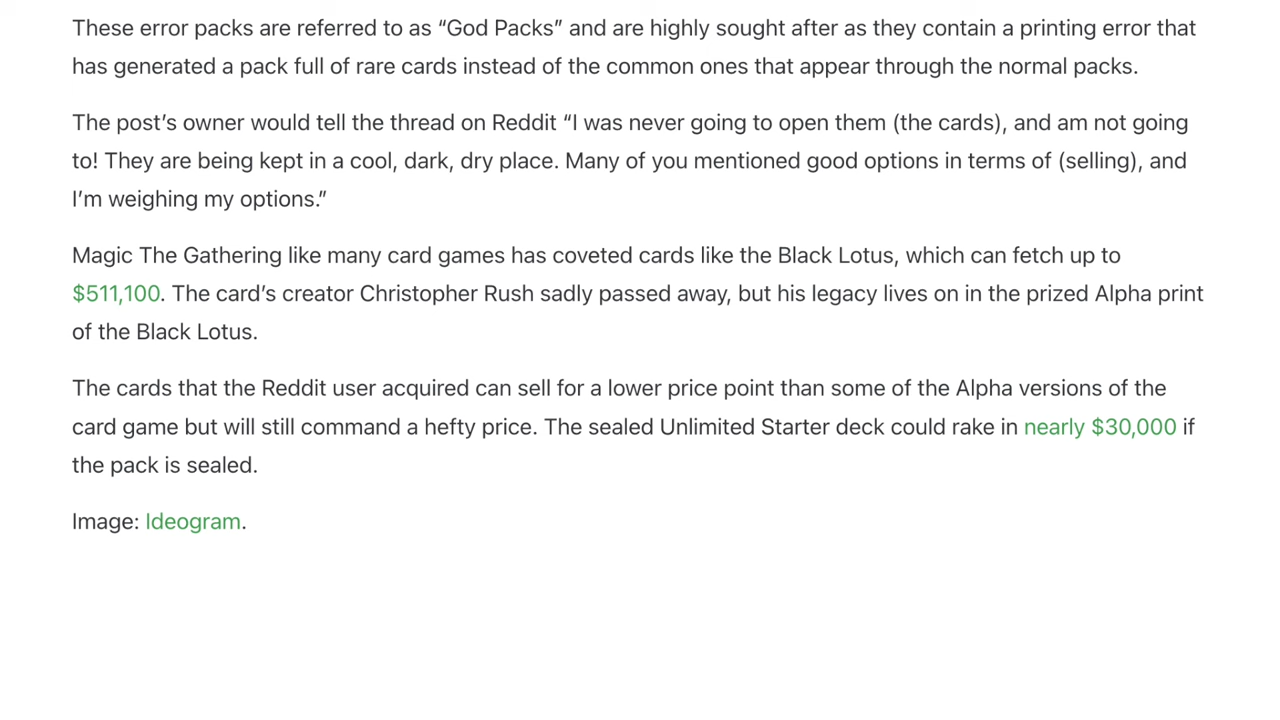 These error packs are referred to as “God Packs” and are highly sought after as they contain a printing error that
has generated a pack full of rare cards instead of the common ones that appear through the normal packs.
The post’s owner would tell the thread on Reddit “I was never going to open them (the cards), and am not going
to! They are being kept in a cool, dark, dry place. Many of you mentioned good options in terms of (selling), and
I’m weighing my options.”
Magic The Gathering like many card games has coveted cards like the Black Lotus, which can fetch up to
$511,100. The card’s creator Christopher Rush sadly passed away, but his legacy lives on in the prized Alpha print
of the Black Lotus.
The cards that the Reddit user acquired can sell for a lower price point than some of the Alpha versions of the
card game but will still command a hefty price. The sealed Unlimited Starter deck could rake in nearly $30,000 if
the pack is sealed.
Image: Ideogram.